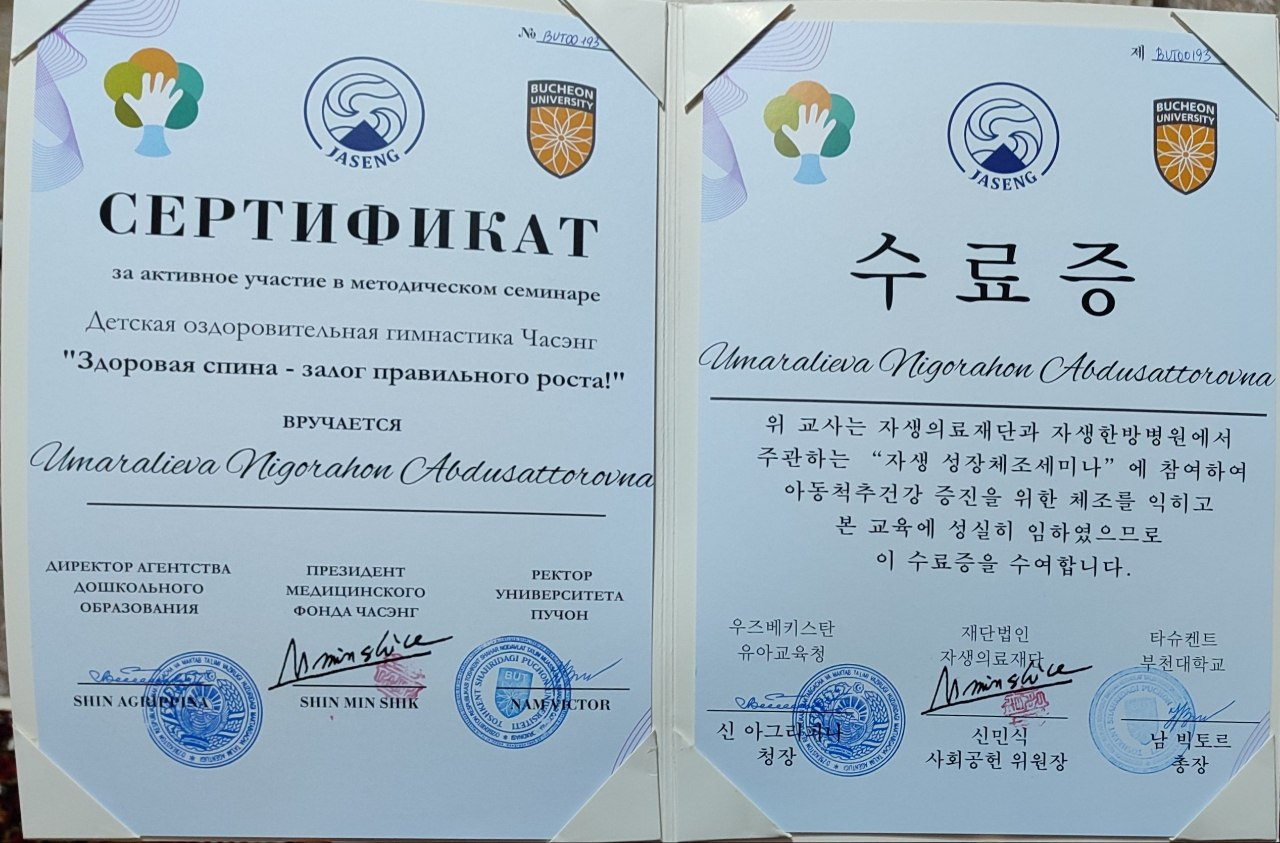 № BUT00193
JASENG
BUCHEON
UNIVERSITY
СЕРТИФИКАТ
за активное участие в методическом семинаре
Детская оздоровительная гимнастика Часэнг
"Здоровая спина - залог правильного роста!"
ВРУЧАЕТСЯ
Umaralieva Nigorahon Abdusattorovna
ДИРЕКТОР АГЕНТСТВА
ДОШКОЛЬНОГО
ОБРАЗОВАНИЯ
ПРЕЗИДЕНТ
МЕДИЦИНСКОГО
ФОНДА ЧАСЭНГ
РЕКТОР
УНИВЕРСИТЕТА
ПУЧОН
SHIN AGRIPPINA
SHIN MIN SHIK
NAM VICTOR
BUT
제 BUT00193
JASENG
BUCHEON
UNIVERSITY
수료증
Umaralieva Nigorahon Abdusattorovna
위 교사는 자생의료재단과 자생한방병원에서
주관하는 “자생 성장체조세미나” 에 참여하여
아동척추건강 증진을 위한 체조를 익히고
본 교육에 성실히 임하였으므로
이 수료증을 수여합니다.
우즈베키스탄
유아교육청
재단법인
자생의료재단
타슈켄트
부천대학교
신 아그리피나
청장
신민식
사회공헌 위원장
남 빅토르
총장